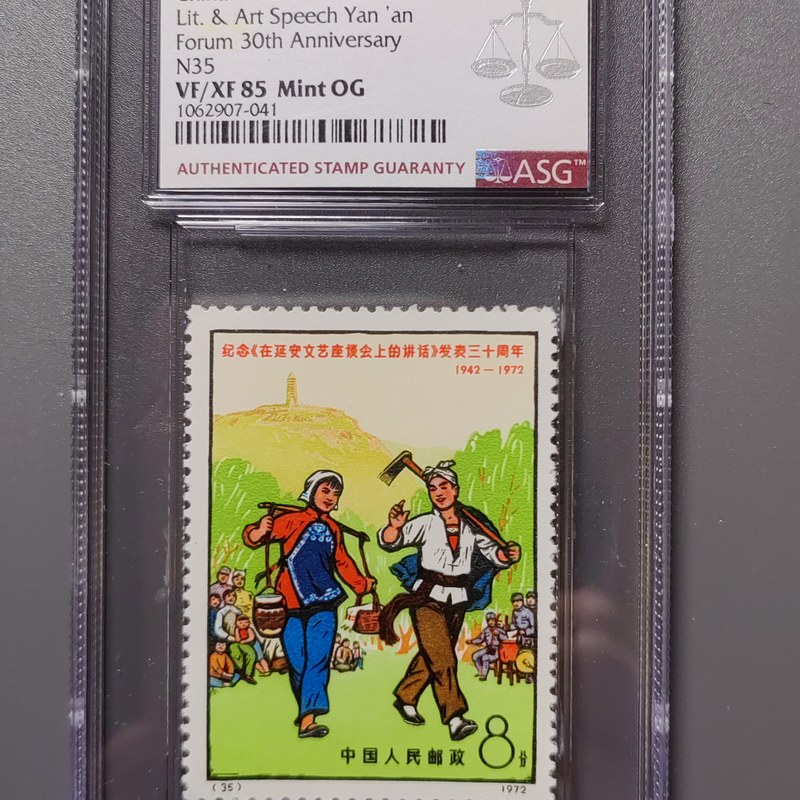 Lit. & Art Speech Yan 'an
Forum 30th Anniversary
N35
VF/XF 85 Mint OG
1062907-041
AUTHENTICATED STAMP GUARANTY
ASG™
纪念《在延安文艺座谈会上的讲话》发表三十周年
1942－1972
中国人民邮政 8分
(35) 1972